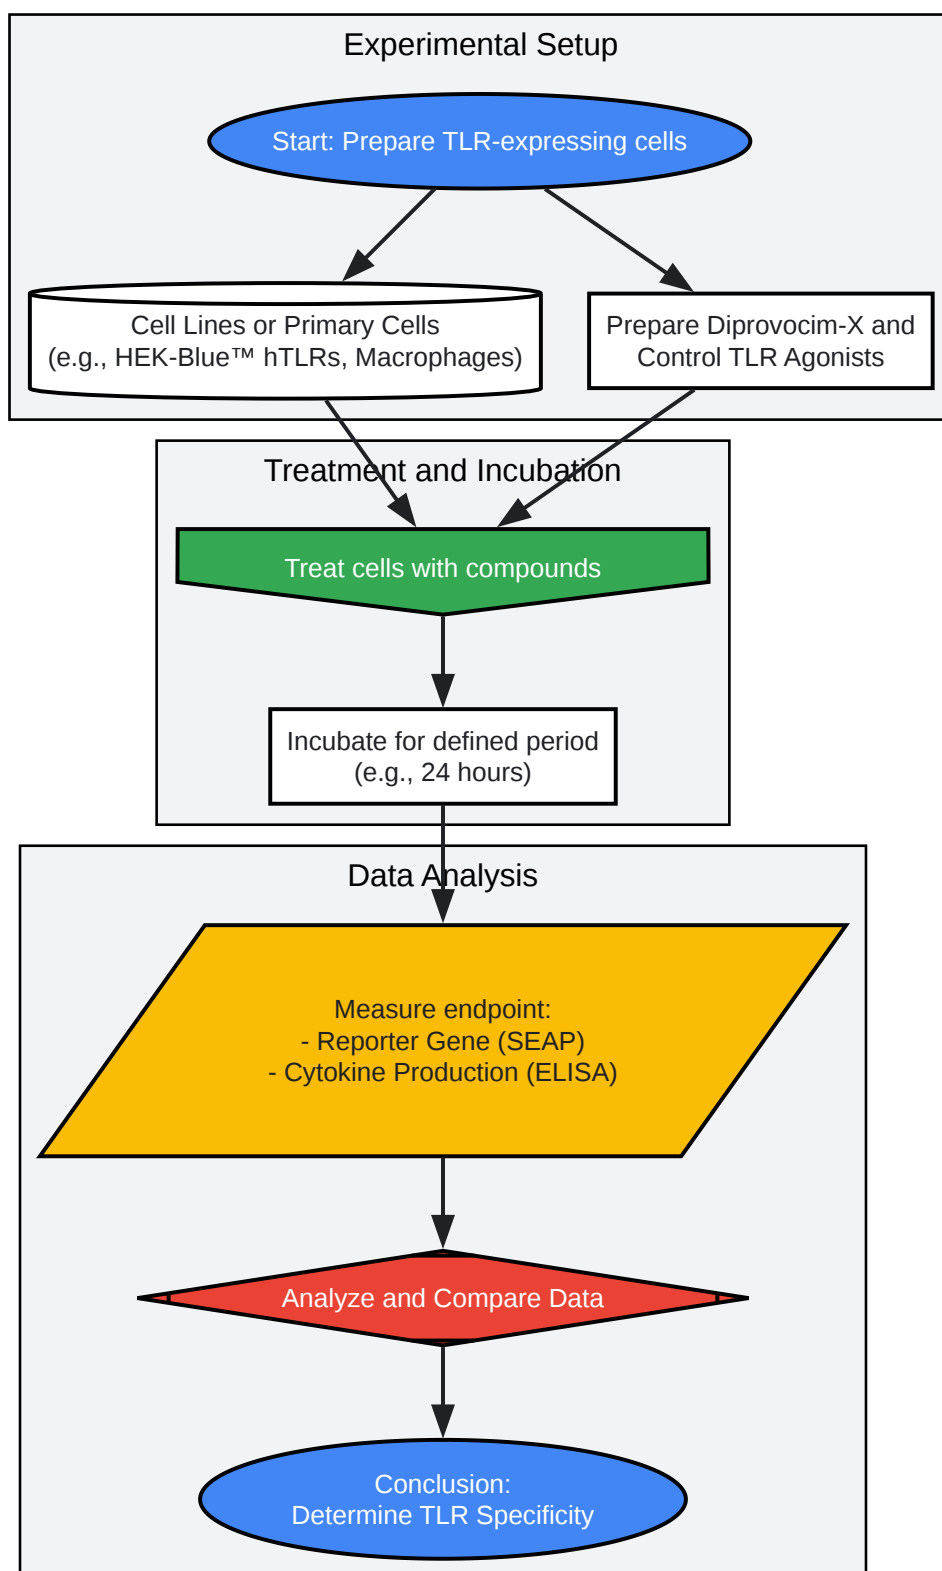 Experimental Setup
Start: Prepare TLR-expressing cells
Cell Lines or Primary Cells
(e.g., HEK-Blue™ hTLRs, Macrophages)
Prepare Diprovocim-X and
Control TLR Agonists
Treatment and Incubation
Treat cells with compounds
Incubate for defined period
(e.g., 24 hours)
Data Analysis
Measure endpoint:
- Reporter Gene (SEAP)
- Cytokine Production (ELISA)
Analyze and Compare Data
Conclusion:
Determine TLR Specificity